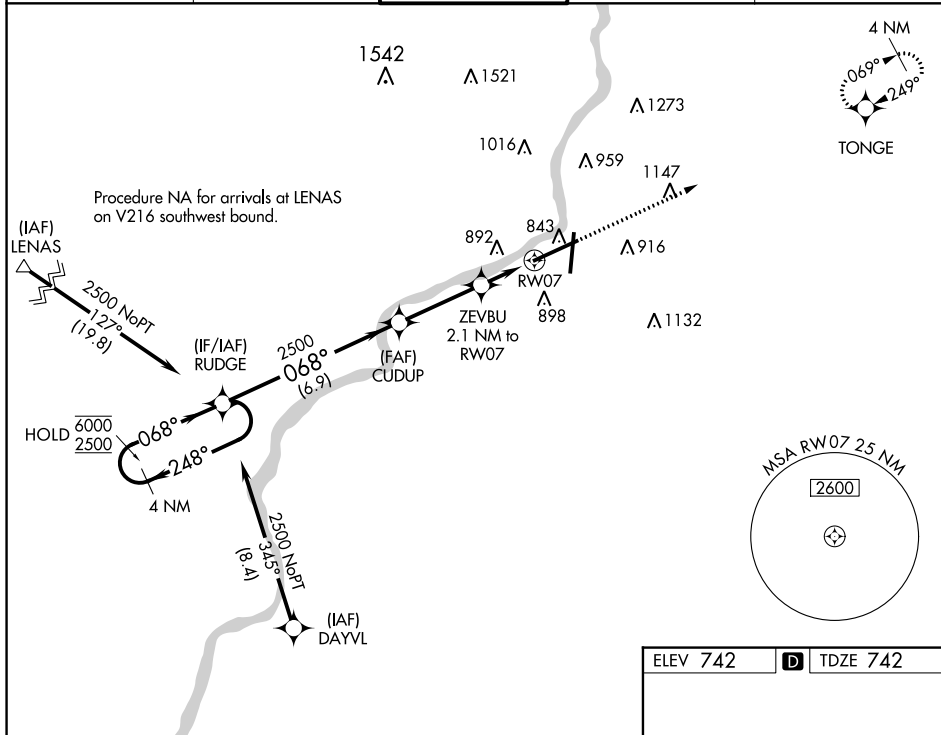 1542
1521
1273
1016
959
1147
4 NM
069°
249°
TONGE
Procedure NA for arrivals at LENAS
on V216 southwest bound.
(IAF)
LENAS
2500 NoPT
127°
(19.8)
892
843
916
RW07
898
1132
ZEVBU
2.1 NM to
RW07
(IF/IAF)
RUDGE
2500
068°
(6.9)
(FAF)
CUDUP
HOLD 6000
2500
068°
248°
4 NM
2500 NoPT
345°
(8.4)
(IAF)
DAYVL
MSA RW07 25 NM
2600
ELEV 742 D TDZE 742